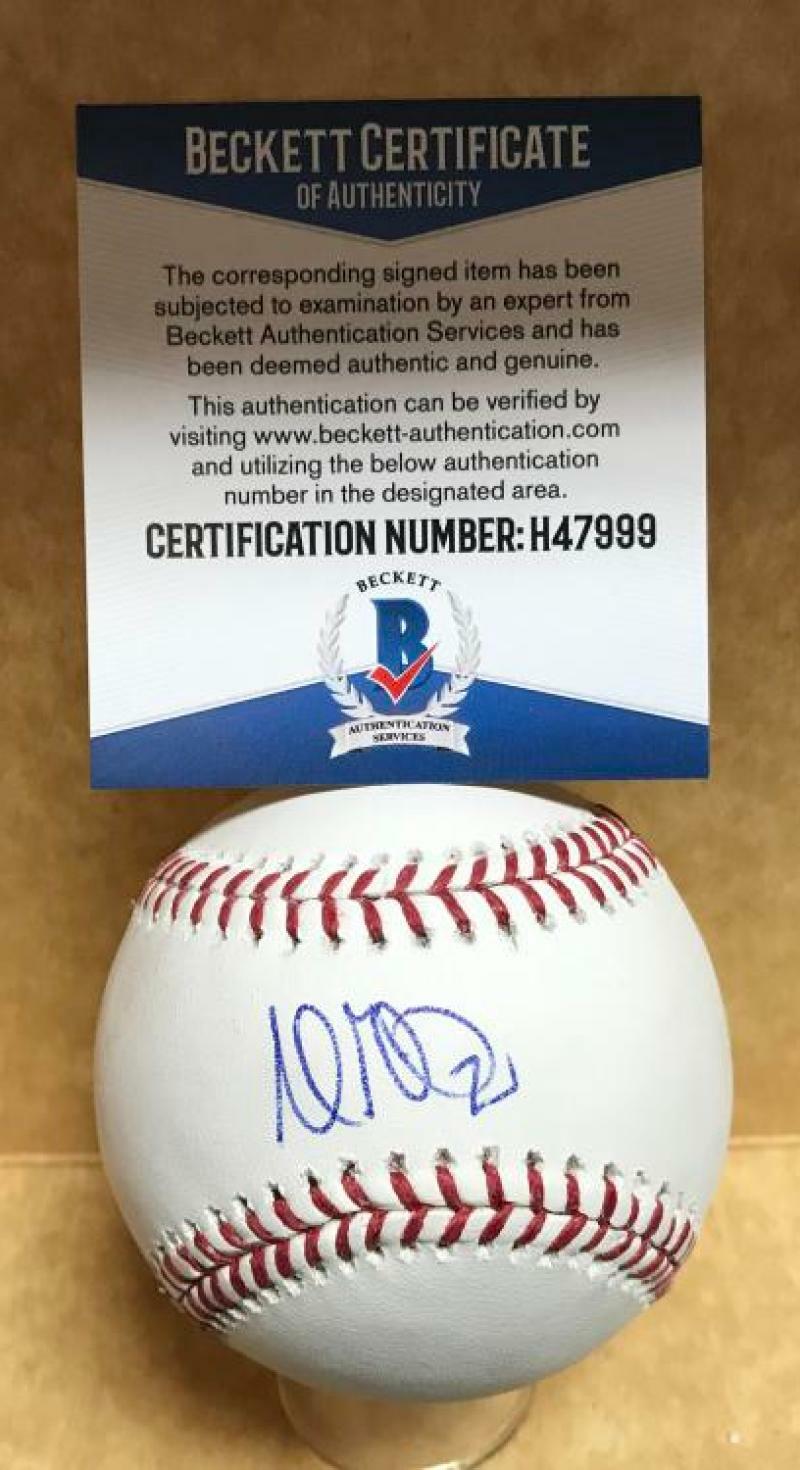 BECKETT CERTIFICATE
OF AUTHENTICITY
The corresponding signed item has been
subjected to examination by an expert from
Beckett Authentication Services and has
been deemed authentic and genuine.
This authentication can be verified by
visiting www.beckett-authentication.com
and utilizing the below authentication
number in the designated area.
CERTIFICATION NUMBER: H47999
BECKETT
B
AUTHENTICATION
SERVICES